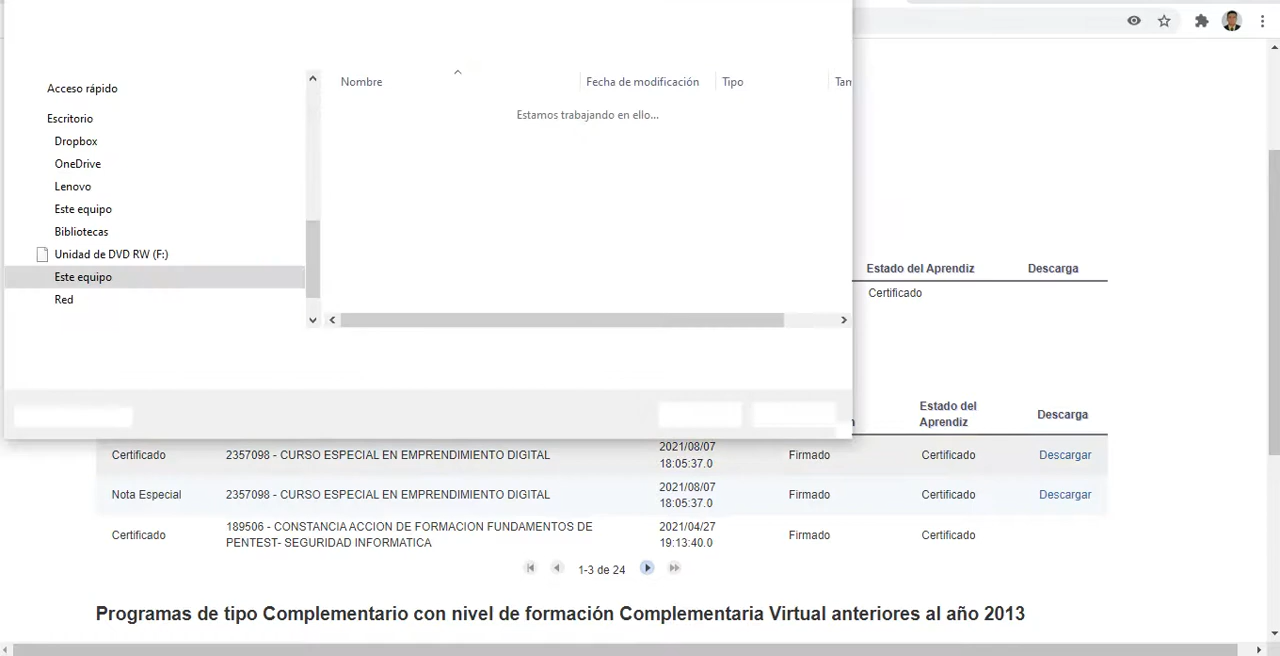 Nombre
Fecha de modificación
Tipo
Acceso rápido
Escritorio
Dropbox
OneDrive
Lenovo
Este equipo
Bibliotecas
Unidad de DVD RW (F:)
Este equipo
Red
Estamos trabajando en ello...
Estado del Aprendiz
Descarga
Certificado
Estado del
Aprendiz
Descarga
Certificado
2357098 - CURSO ESPECIAL EN EMPRENDIMIENTO DIGITAL
2021/08/07
18:05:37.0
Firmado
Certificado
Descargar
Nota Especial
2357098 - CURSO ESPECIAL EN EMPRENDIMIENTO DIGITAL
2021/08/07
18:05:37.0
Firmado
Certificado
Descargar
Certificado
189506 - CONSTANCIA ACCION DE FORMACION FUNDAMENTOS DE
PENTEST- SEGURIDAD INFORMATICA
2021/04/27
19:13:40.0
Firmado
Certificado
1-3 de 24
Programas de tipo Complementario con nivel de formación Complementaria Virtual anteriores al año 2013